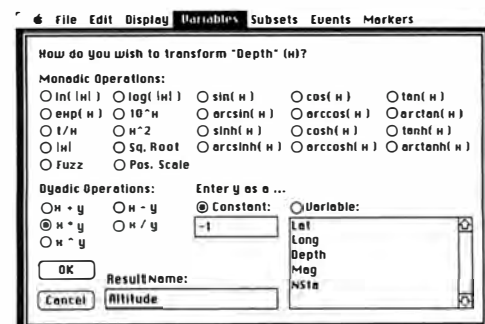 File Edit Display Variables Subsets Events Markers
How do you wish to transform "Depth" (x)?
Monadic Operations:
ln( |x| ) log( |x| ) sin( x ) cos( x ) tan( x )
exp( x ) 10^x arcsin( x ) arccos( x ) arctan( x )
1/x x^2 sinh( x ) cosh( x ) tanh( x )
|x| Sq. Root arcsinh( x ) arccosh( x ) arctanh( x )
Fuzz Pos. Scale
Dyadic Operations: Enter y as a ...
x + y x - y Constant: Variable:
x * y x / y -1 Lat
x ^ y Long
Depth
Mag
NSta
OK
Result Name:
Cancel Altitude